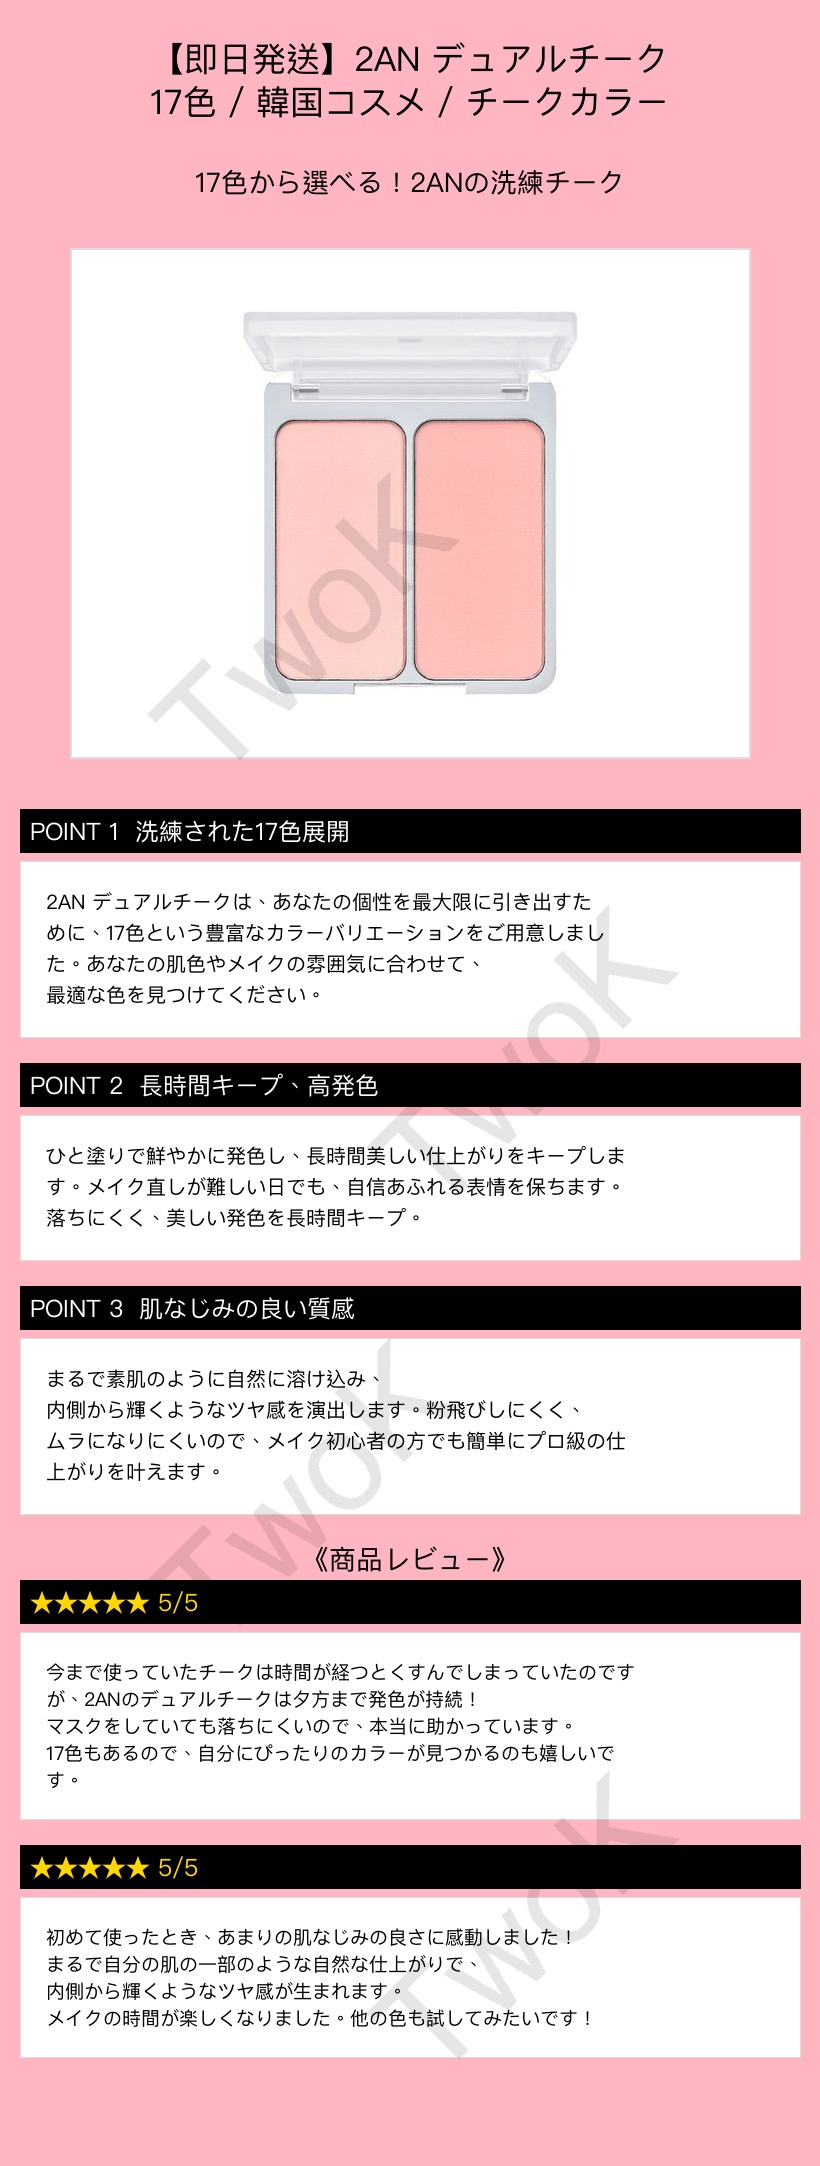 【即日発送】2AN デュアルチーク
17色 / 韓国コスメ / チークカラー
17色から選べる！2ANの洗練チーク
TwoK
POINT 1 洗練された17色展開
2AN デュアルチークは、あなたの個性を最大限に引き出すた
めに、17色という豊富なカラーバリエーションをご用意しまし
た。あなたの肌色やメイクの雰囲気に合わせて、
最適な色を見つけてください。
TwoK
POINT 2 長時間キープ、高発色
ひと塗りで鮮やかに発色し、長時間美しい仕上がりをキープしま
す。メイク直しが難しい日でも、自信あふれる表情を保ちます。
落ちにくく、美しい発色を長時間キープ。
POINT 3 肌なじみの良い質感
まるで素肌のように自然に溶け込み、
内側から輝くようなツヤ感を演出します。粉飛びしにくく、
ムラになりにくいので、メイク初心者の方でも簡単にプロ級の仕
上がりを叶えます。
TwoK
《商品レビュー》
★★★★★ 5/5
今まで使っていたチークは時間が経つとくすんでしまっていたのです
が、2ANのデュアルチークは夕方まで発色が持続！
マスクをしていても落ちにくいので、本当に助かっています。
17色もあるので、自分にぴったりのカラーが見つかるのも嬉しいで
す。
★★★★★ 5/5
初めて使ったとき、あまりの肌なじみの良さに感動しました！
まるで自分の肌の一部のような自然な仕上がりで、
内側から輝くようなツヤ感が生まれます。
メイクの時間が楽しくなりました。他の色も試してみたいです！
TwoK